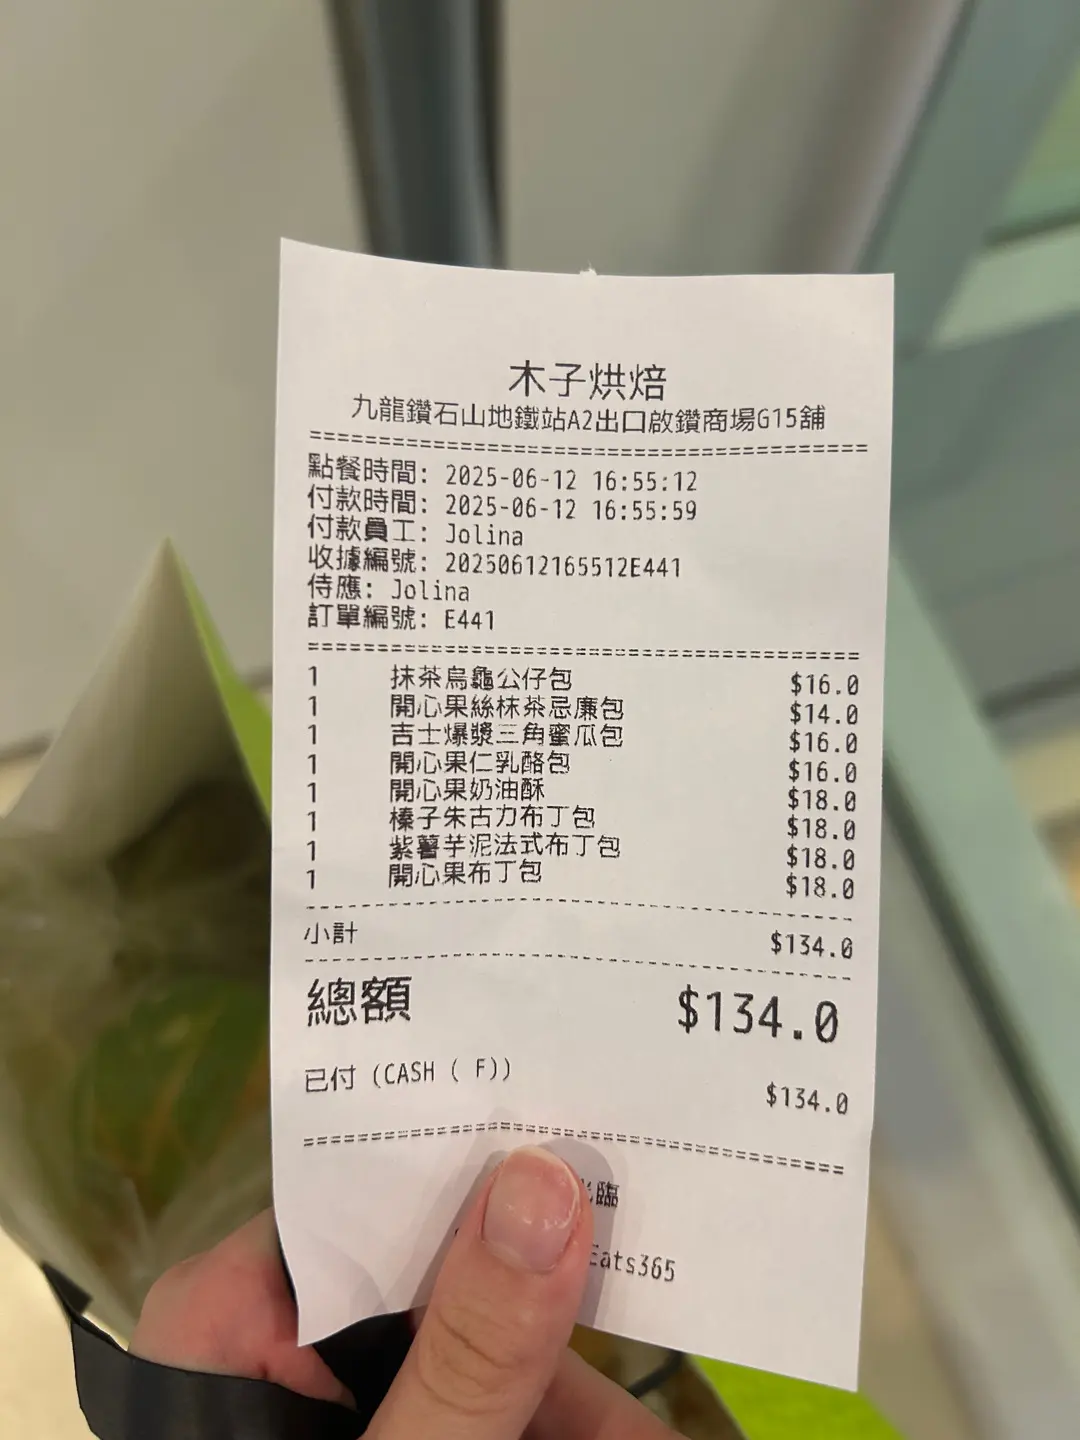 木子烘焙
九龍鑽石山地鐵站A2出口啟鑽商場G15舖
點餐時間: 2025-06-12 16:55:12
付款時間: 2025-06-12 16:55:59
付款員工: Jolina
收據編號: 20250612165512E441
侍應: Jolina
訂單編號: E441
1 抹茶烏龜公仔包 $16.0
1 開心果絲抹茶忌廉包 $14.0
1 吉士爆漿三角蜜瓜包 $16.0
1 開心果仁乳酪包 $16.0
1 開心果奶油酥 $18.0
1 榛子朱古力布丁包 $18.0
1 紫薯芋泥法式布丁包 $18.0
1 開心果布丁包 $18.0
小計 $134.0
總額 $134.0
已付 (CASH ( F)) $134.0
臨
Eats365